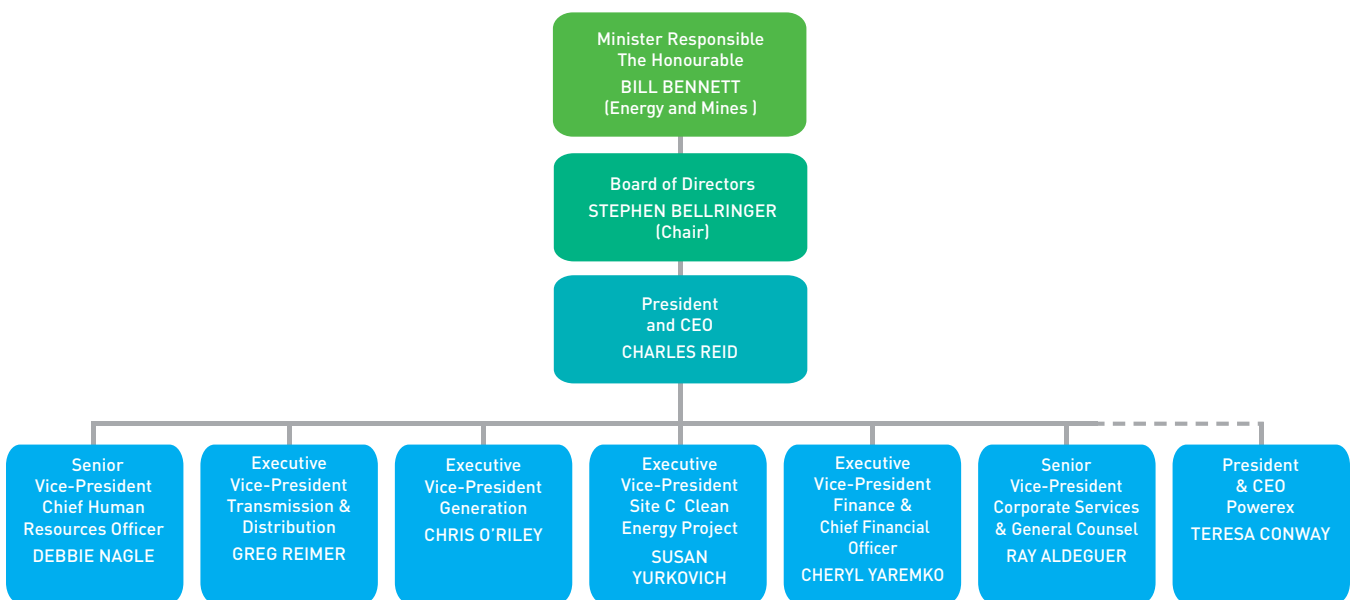 Minister Responsible
The Honourable
BILL BENNETT
(Energy and Mines )
Board of Directors
STEPHEN BELLRINGER
(Chair)
President
and CEO
CHARLES REID
Senior
Vice-President
Chief Human
Resources Officer
DEBBIE NAGLE
Executive
Vice-President
Transmission &
Distribution
GREG REIMER
Executive
Vice-President
Generation
CHRIS O'RILEY
Executive
Vice-President
Site C Clean
Energy Project
SUSAN
YURKOVICH
Executive
Vice-President
Finance &
Chief Financial
Officer
CHERYL YAREMKO
Senior
Vice-President
Corporate Services
& General Counsel
RAY ALDEGUER
President
& CEO
Powerex
TERESA CONWAY